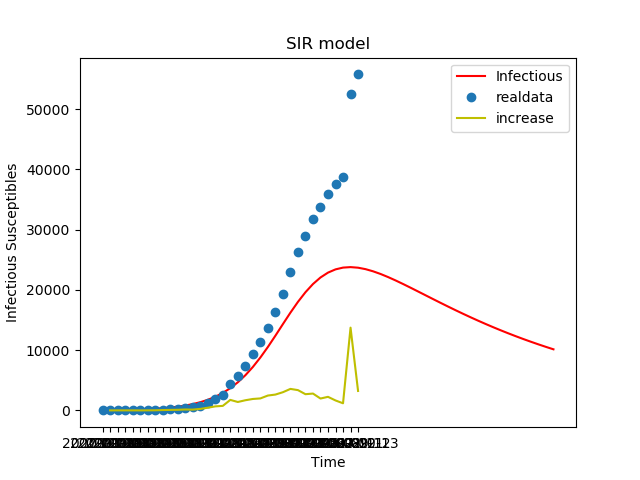 SIR model
Infectious
realdata
increase
50000
40000
30000
20000
10000
0
Infectious Susceptibles
Time